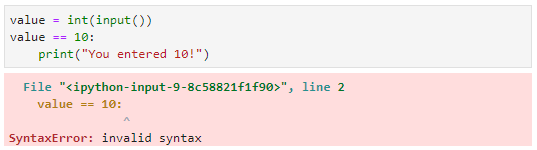 value = int(input())
value == 10:
    print("You entered 10!")
  File "<ipython-input-9-8c58821f1f90>", line 2
    value == 10:
               ^
SyntaxError: invalid syntax